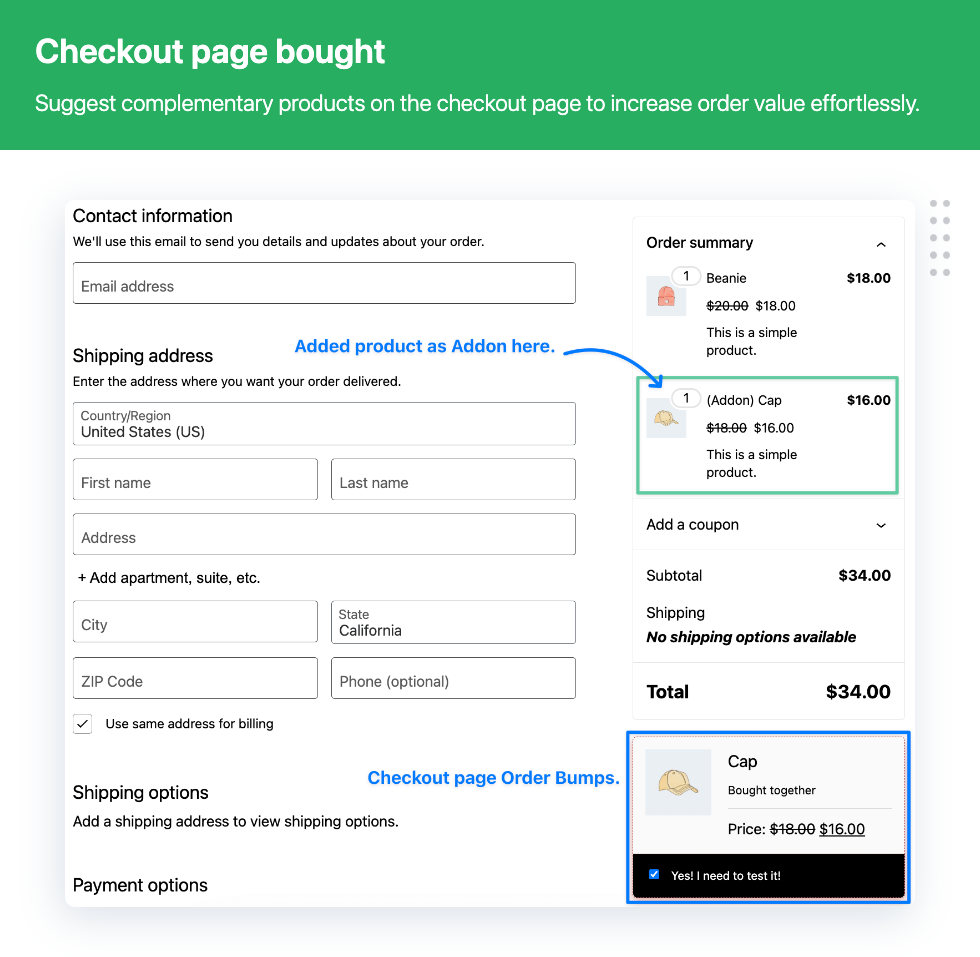 Checkout page bought
Suggest complementary products on the checkout page to increase order value effortlessly.
Contact information
We'll use this email to send you details and updates about your order.
Email address
Added product as Addon here.
Shipping address
Enter the address where you want your order delivered.
Country/Region
United States (US)
First name
Last name
Address
+ Add apartment, suite, etc.
City
State
California
ZIP Code
Phone (optional)
Use same address for billing
Checkout page Order Bumps.
Shipping options
Add a shipping address to view shipping options.
Payment options
Order summary
1 Beanie $18.00
$20.00 $18.00
This is a simple
product.
1 (Addon) Cap $16.00
$18.00 $16.00
This is a simple
product.
Add a coupon
Subtotal $34.00
Shipping
No shipping options available
Total $34.00
Cap
Bought together
Price: $18.00 $16.00
Yes! I need to test it!